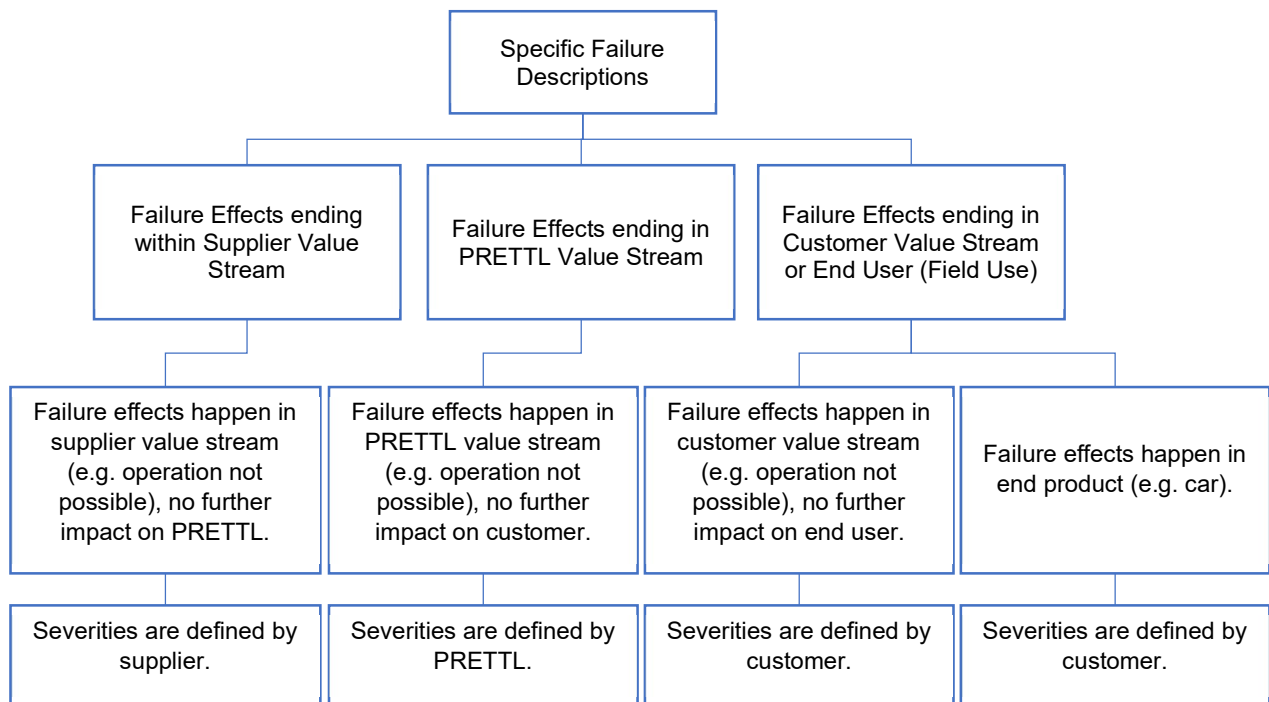 Specific Failure
Descriptions
Failure Effects ending
within Supplier Value
Stream
Failure Effects ending in
PRETTL Value Stream
Failure Effects ending in
Customer Value Stream
or End User (Field Use)
Failure effects happen in
supplier value stream
(e.g. operation not
possible), no further
impact on PRETTL.
Failure effects happen in
PRETTL value stream
(e.g. operation not
possible), no further
impact on customer.
Failure effects happen in
customer value stream
(e.g. operation not
possible), no further
impact on end user.
Failure effects happen in
end product (e.g. car).
Severities are defined by
supplier.
Severities are defined by
PRETTL.
Severities are defined by
customer.
Severities are defined by
customer.